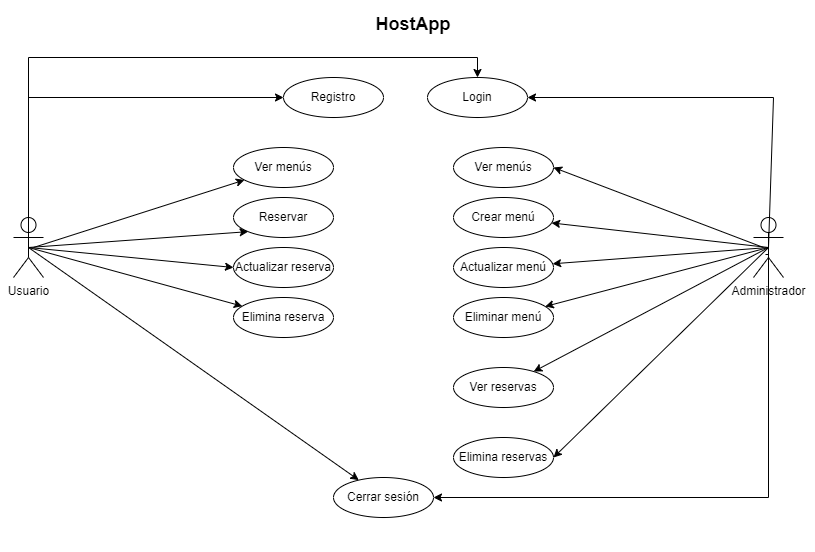 HostApp
Registro
Login
Ver menús
Ver menús
Reservar
Crear menú
Actualizar reserva
Actualizar menú
Usuario
Administrador
Elimina reserva
Eliminar menú
Ver reservas
Elimina reservas
Cerrar sesión